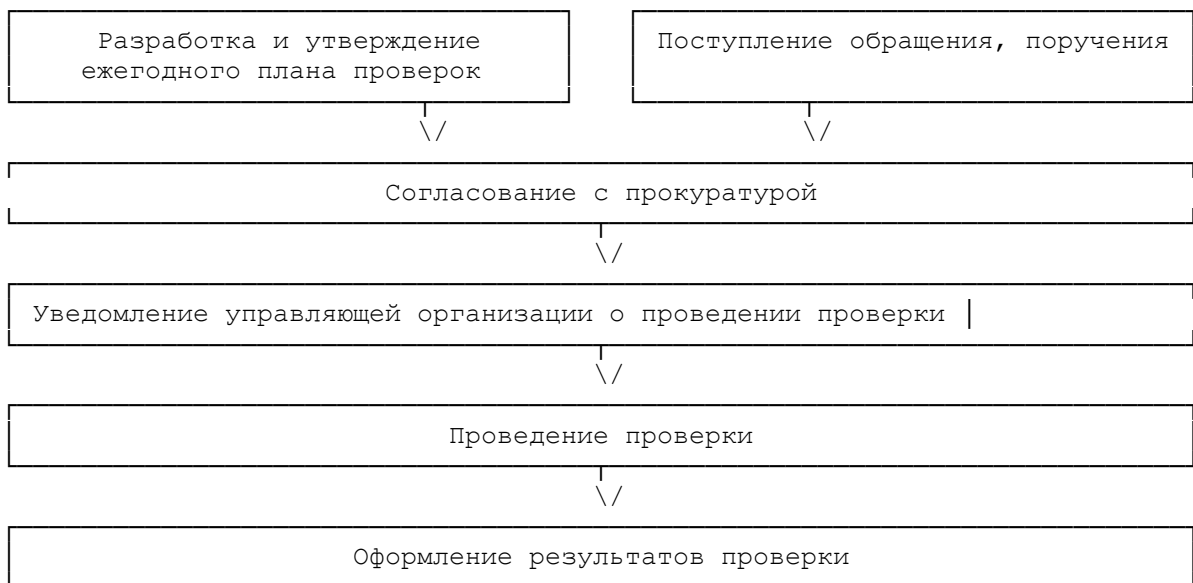 Разработка и утверждение
ежегодного плана проверок
Поступление обращения, поручения
Согласование с прокуратурой
Уведомление управляющей организации о проведении проверки
Проведение проверки
Оформление результатов проверки